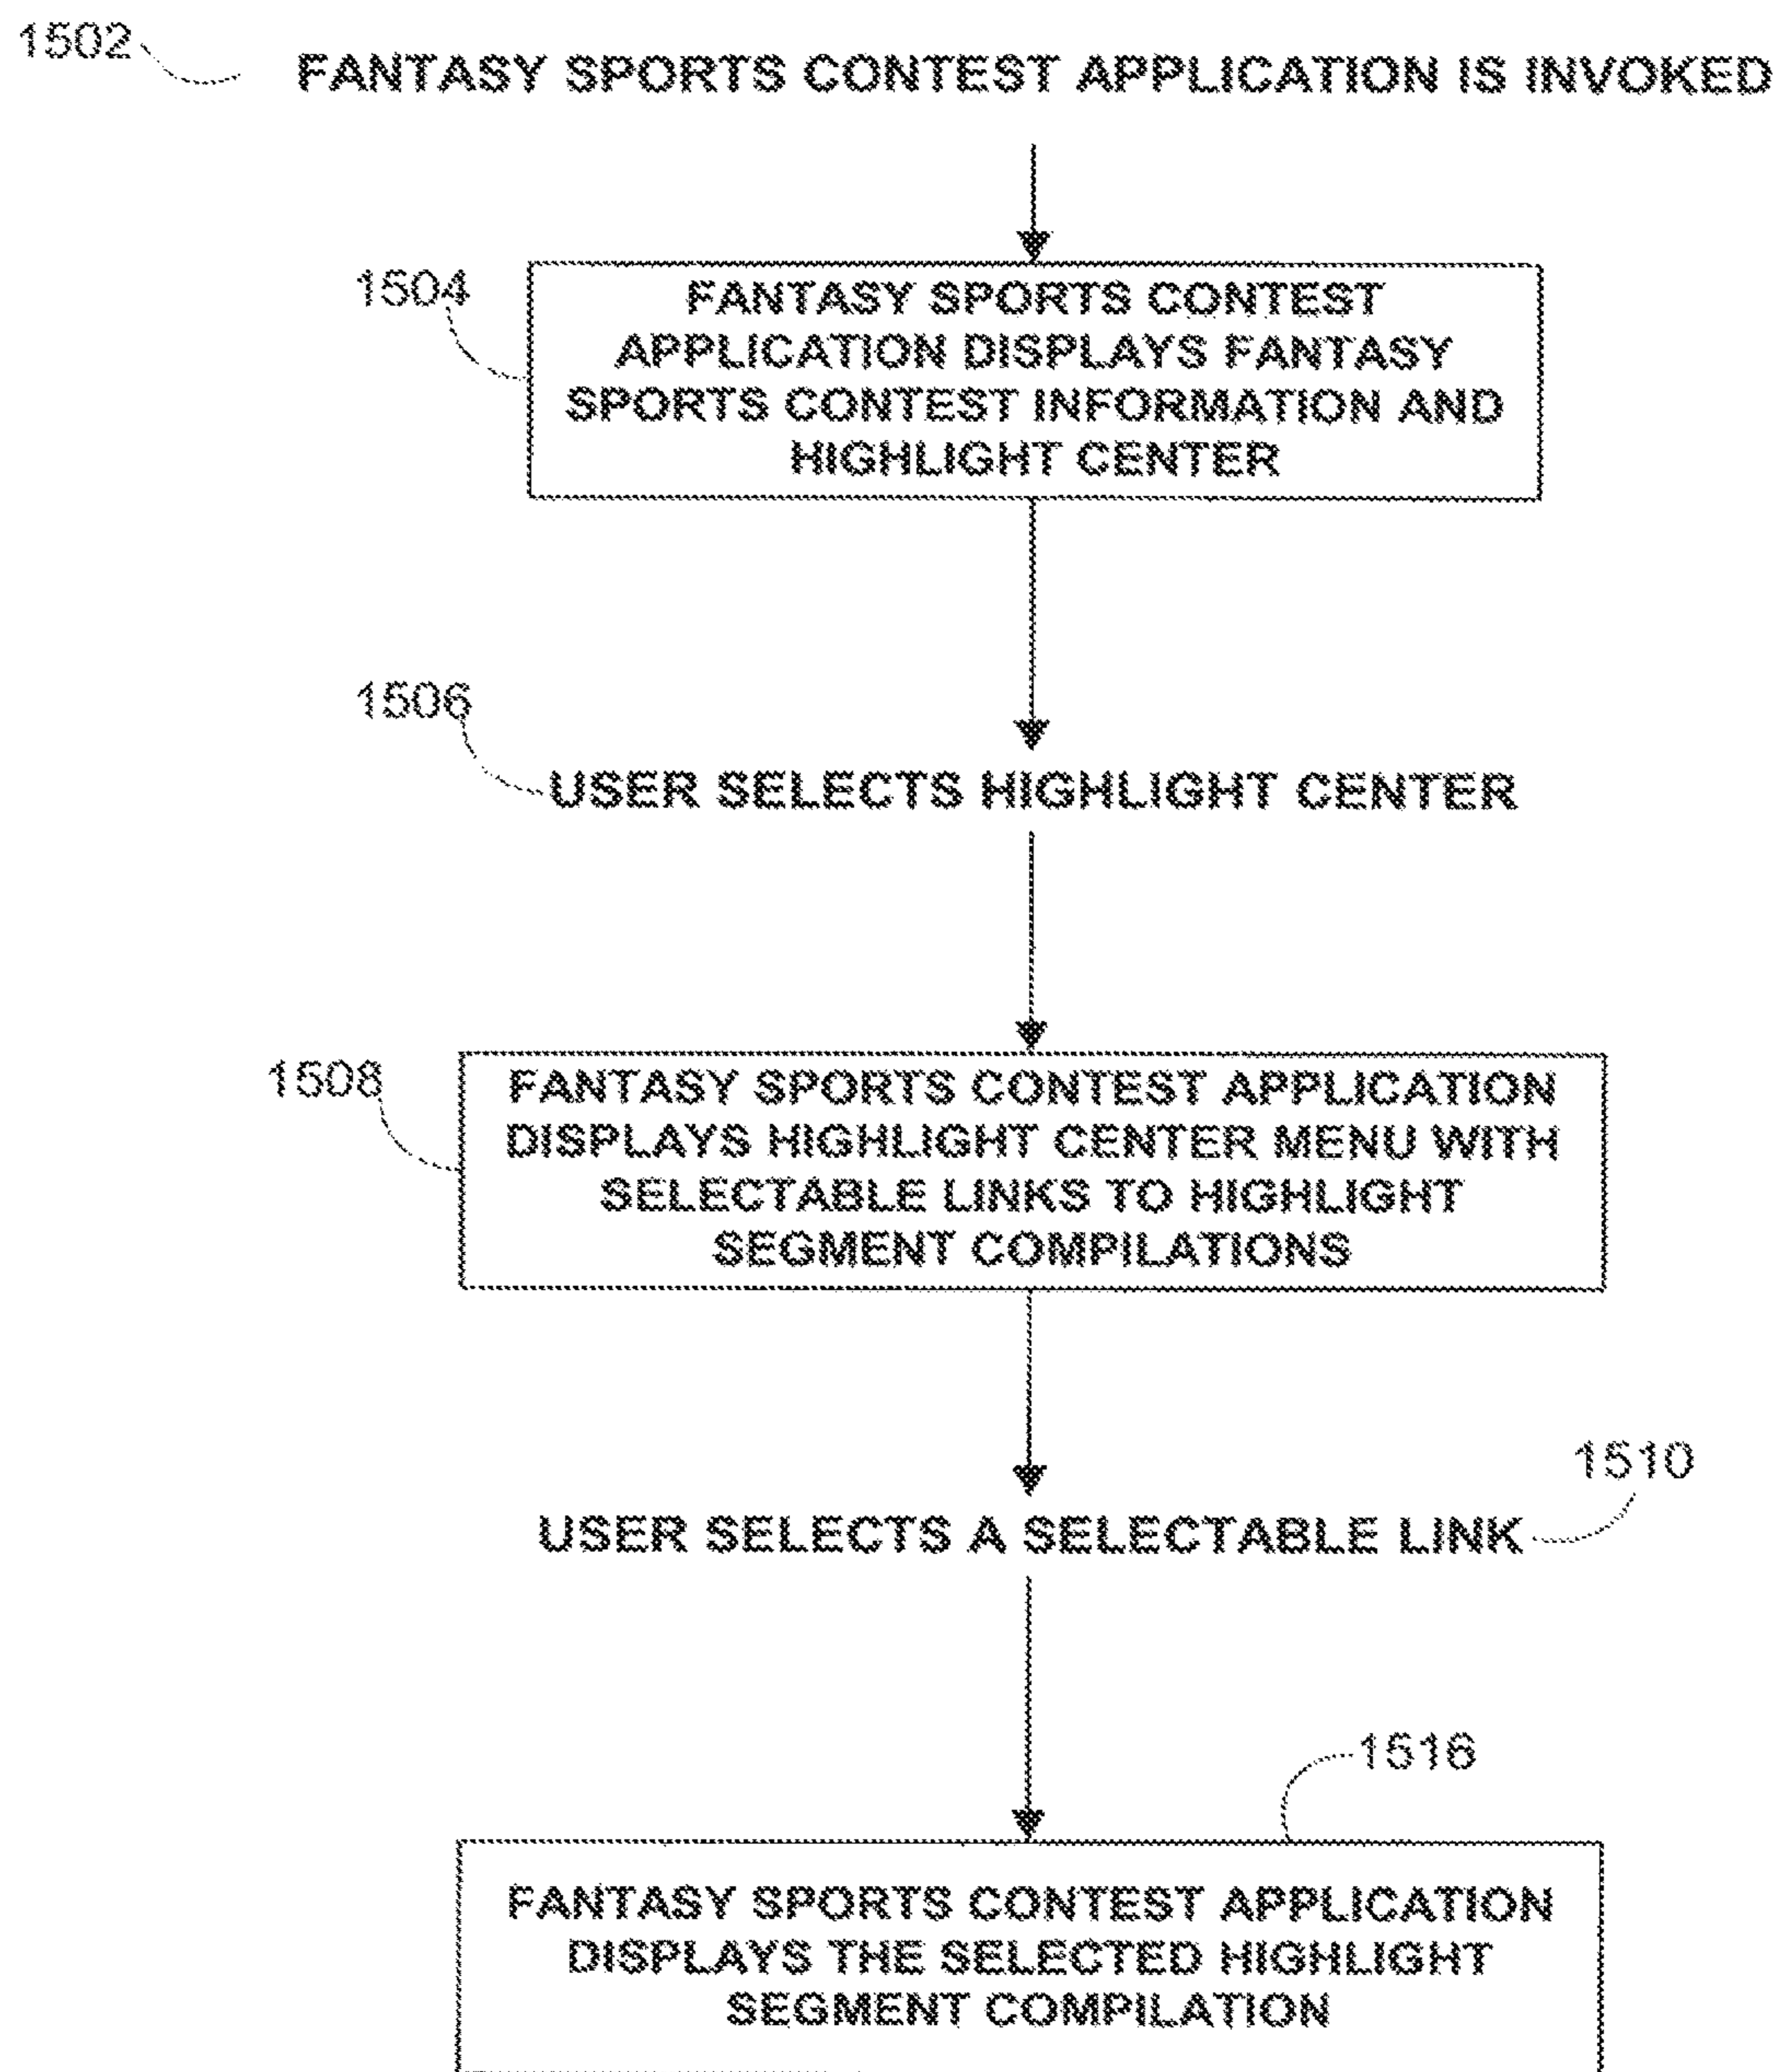 1502
FANTASY SPORTS CONTEST APPLICATION IS INVOKED
1504
FANTASY SPORTS CONTEST
APPLICATION DISPLAYS FANTASY
SPORTS CONTEST INFORMATION AND
HIGHLIGHT CENTER
1506
USER SELECTS HIGHLIGHT CENTER
1508
FANTASY SPORTS CONTEST APPLICATION
DISPLAYS HIGHLIGHT CENTER MENU WITH
SELECTABLE LINKS TO HIGHLIGHT
SEGMENT COMPILATIONS
1510
USER SELECTS A SELECTABLE LINK
1516
FANTASY SPORTS CONTEST APPLICATION
DISPLAYS THE SELECTED HIGHLIGHT
SEGMENT COMPILATION